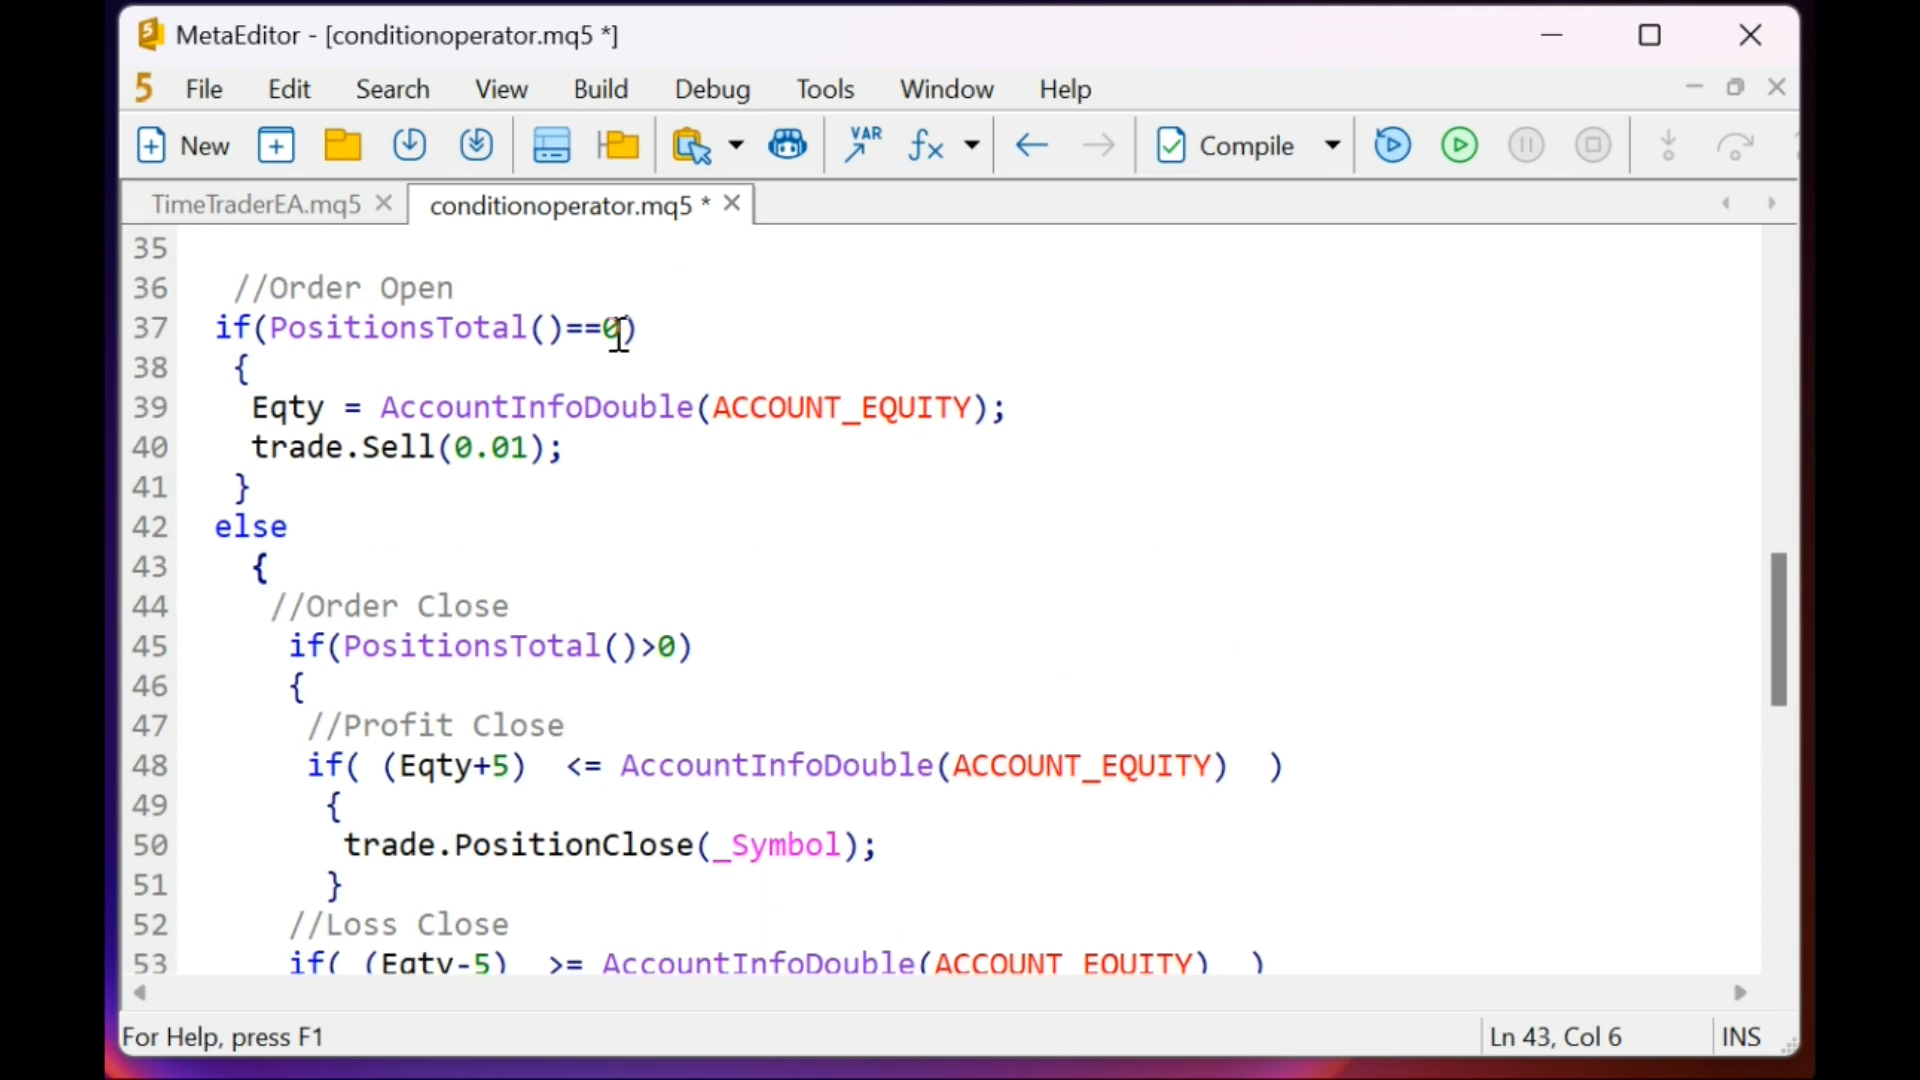 MetaEditor - [conditionoperator.mq5 *]
File Edit Search View Build Debug Tools Window Help
New VAR Compile
TimeTraderEA.mq5 conditionoperator.mq5 *
35
36 //Order Open
37 if(PositionsTotal()==0)
38 {
39 Eqty = AccountInfoDouble(ACCOUNT_EQUITY);
40 trade.Sell(0.01);
41 }
42 else
43 {
44 //Order Close
45 if(PositionsTotal()>0)
46 {
47 //Profit Close
48 if( (Eqty+5) <= AccountInfoDouble(ACCOUNT_EQUITY) )
49 {
50 trade.PositionClose(_Symbol);
51 }
52 //Loss Close
53 if( (Eqty-5) >= AccountInfoDouble(ACCOUNT_EQUITY) )
For Help, press F1 Ln 43, Col 6 INS